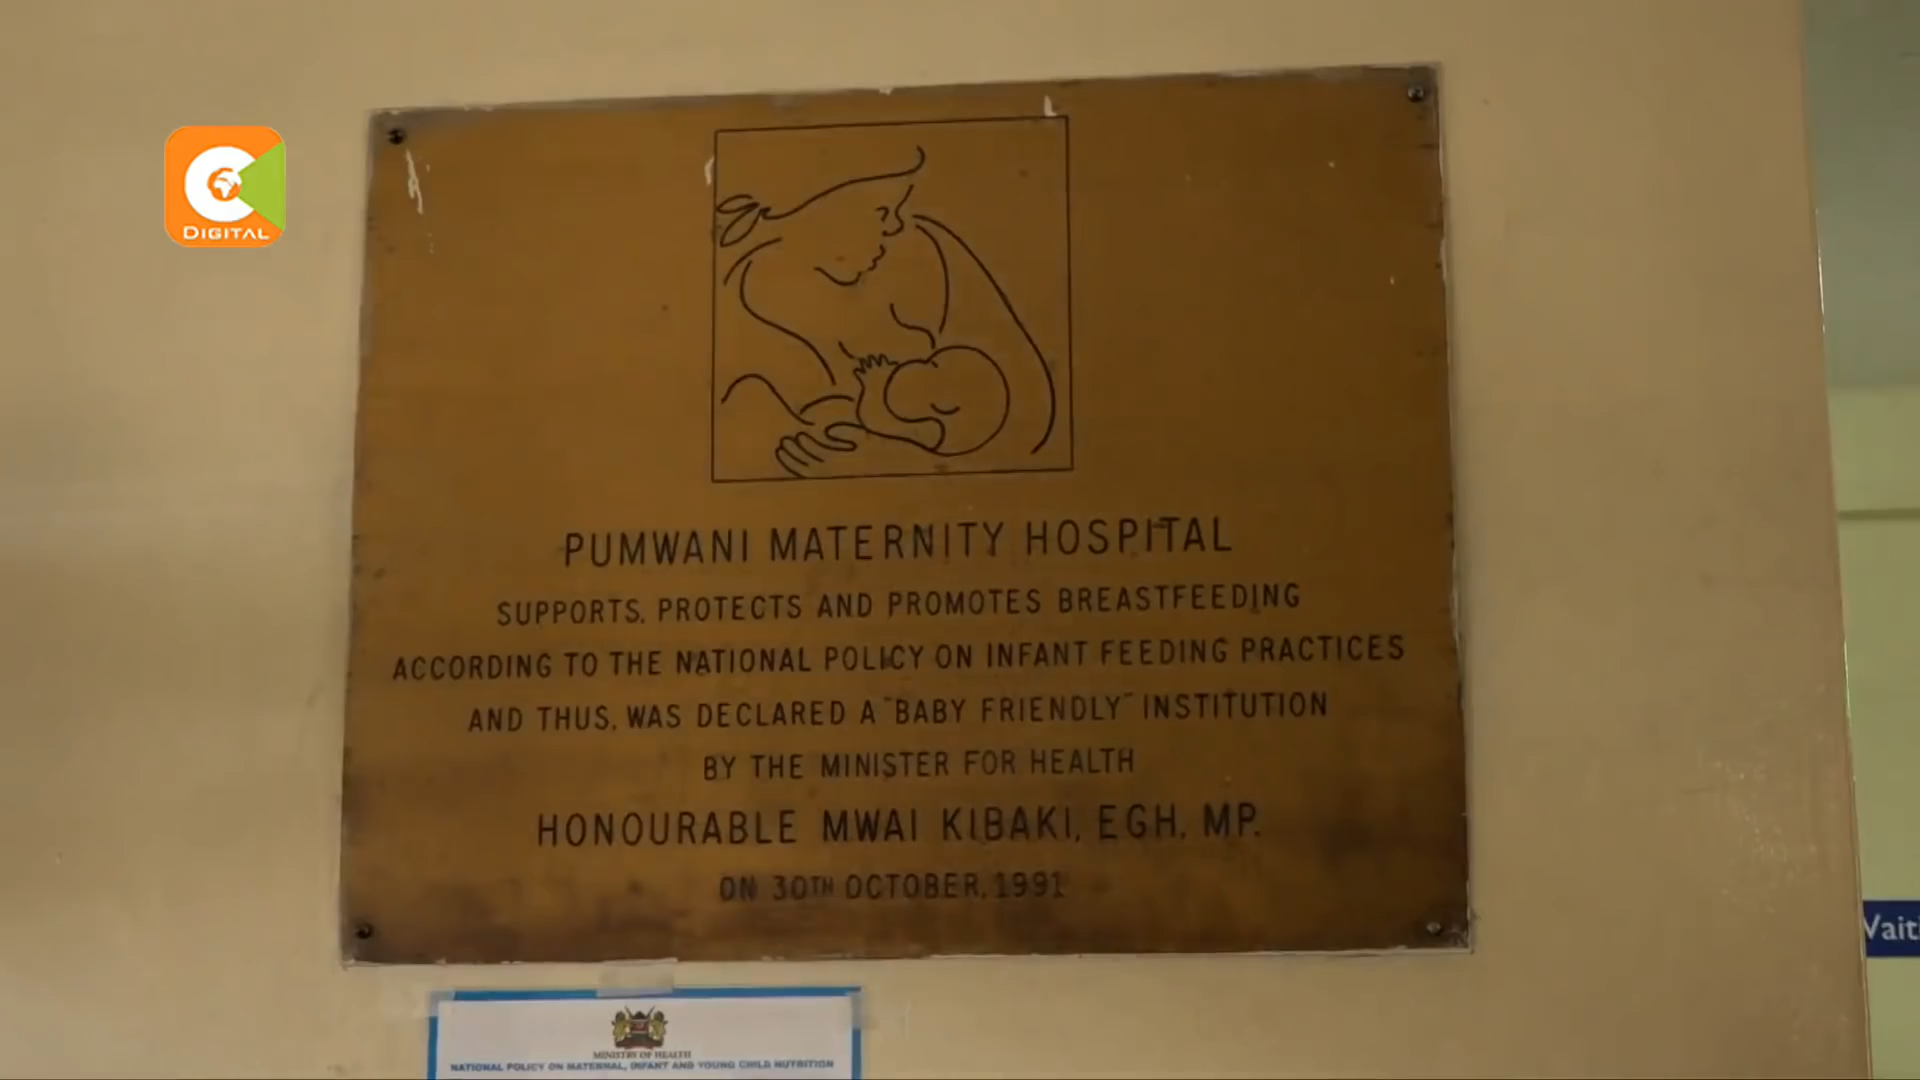 DIGITAL
PUMWANI MATERNITY HOSPITAL
SUPPORTS, PROTECTS AND PROMOTES BREASTFEEDING
ACCORDING TO THE NATIONAL POLICY ON INFANT FEEDING PRACTICES
AND THUS, WAS DECLARED A "BABY FRIENDLY" INSTITUTION
BY THE MINISTER FOR HEALTH
HONOURABLE MWAI KIBAKI, EGH, MP.
ON 30TH OCTOBER, 1991
MINISTRY OF HEALTH
NATIONAL POLICY ON MATERNAL, INFANT AND YOUNG CHILD NUTRITION